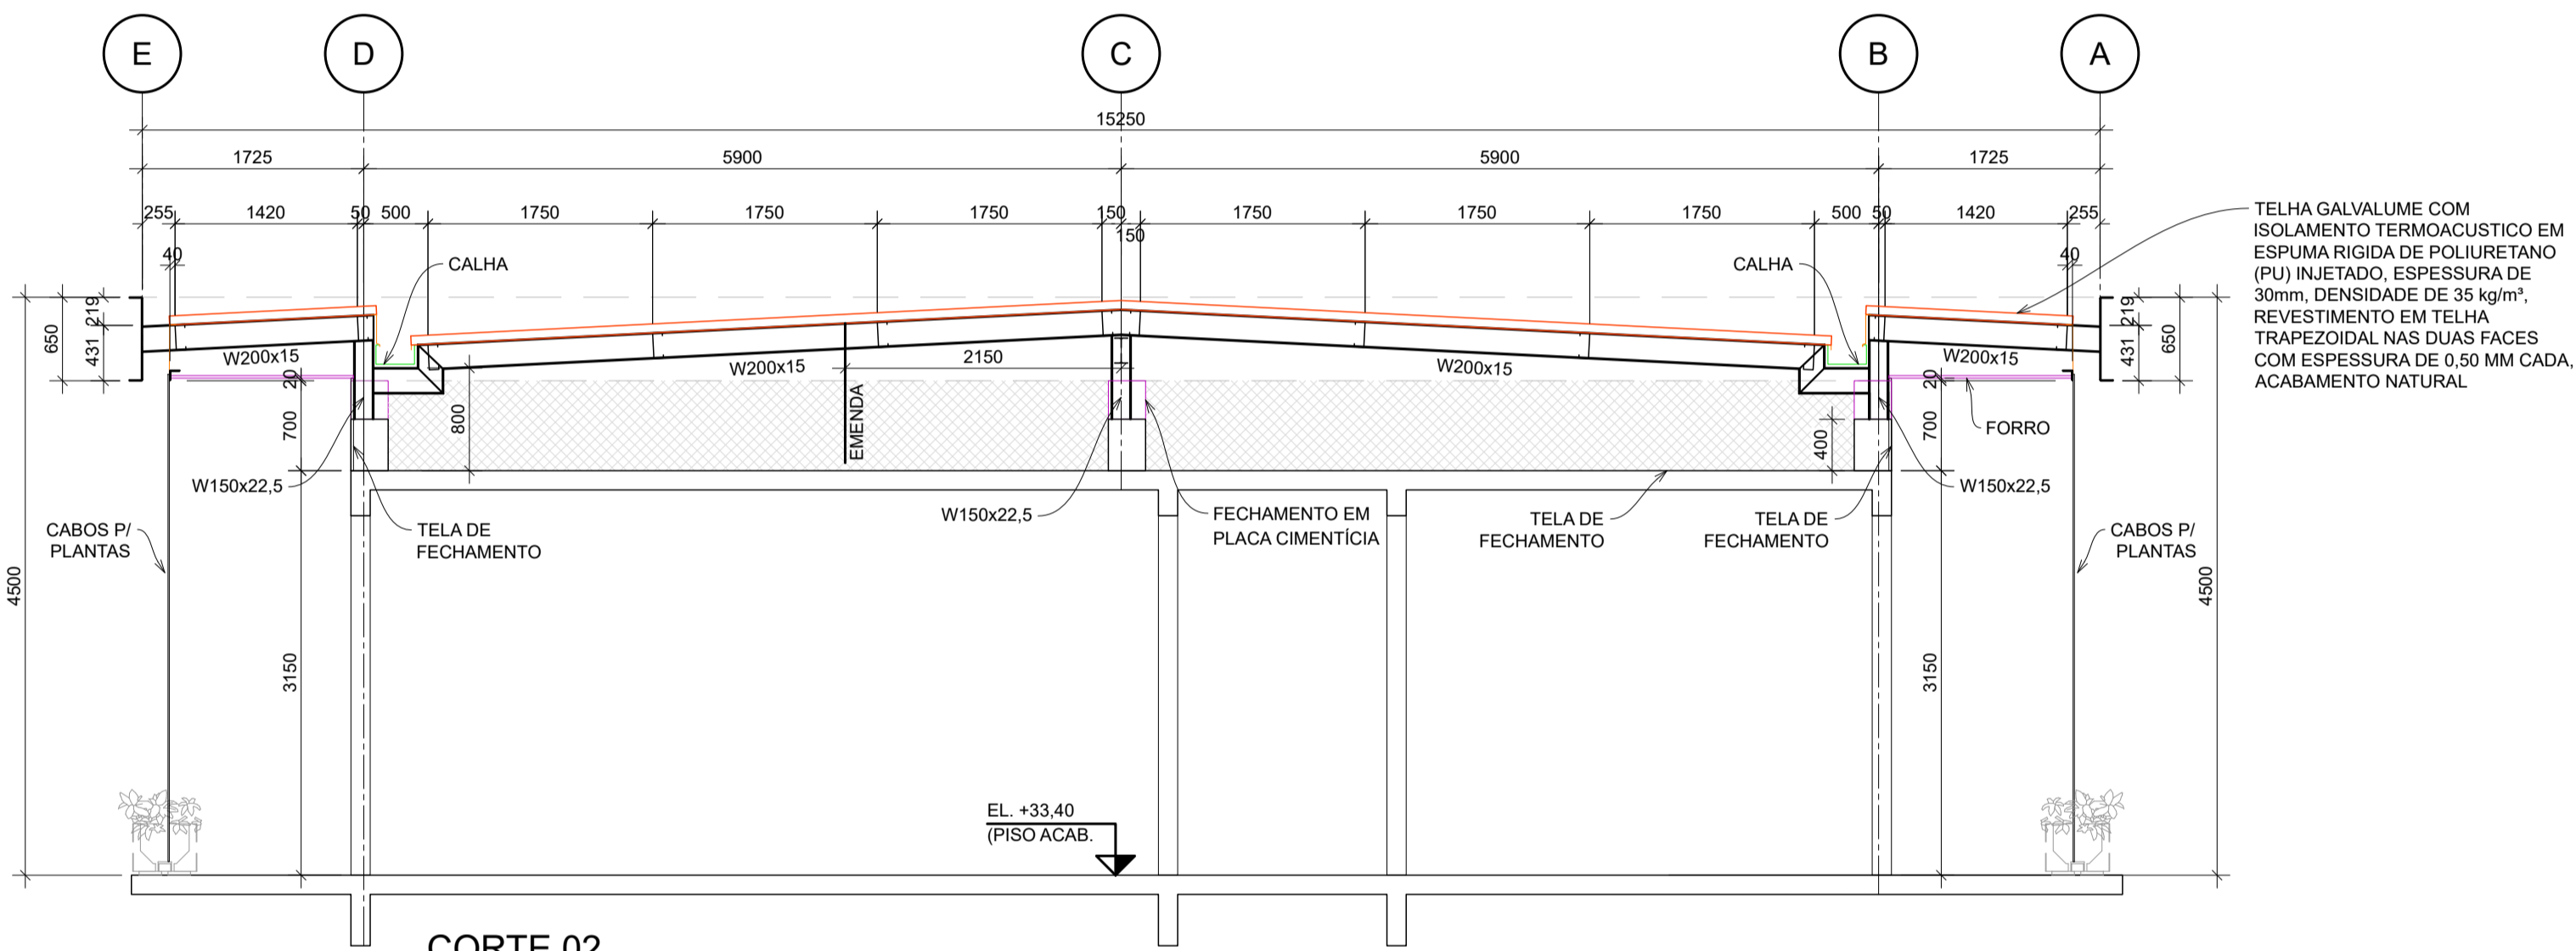 E D C B A
15250
1725 5900 5900 1725
255 1420 50 500 1750 1750 1750 150 1750 1750 1750 500 50 1420 255
150
40 40
CALHA
CALHA
TELHA GALVALUME COM
ISOLAMENTO TERMOACUSTICO EM
ESPUMA RIGIDA DE POLIURETANO
(PU) INJETADO, ESPESSURA DE
30mm, DENSIDADE DE 35 kg/m³,
REVESTIMENTO EM TELHA
TRAPEZOIDAL NAS DUAS FACES
COM ESPESSURA DE 0,50 MM CADA,
ACABAMENTO NATURAL
650 219 431
219 431 650
W200x15
W200x15
2150
W200x15
W200x15
20
700
800
EMENDA
400
20
700
FORRO
W150x22,5
W150x22,5
W150x22,5
CABOS P/
PLANTAS
TELA DE
FECHAMENTO
FECHAMENTO EM
PLACA CIMENTÍCIA
TELA DE
FECHAMENTO
TELA DE
FECHAMENTO
CABOS P/
PLANTAS
4500
3150
3150
4500
EL. +33,40
(PISO ACAB.
CORTE 02